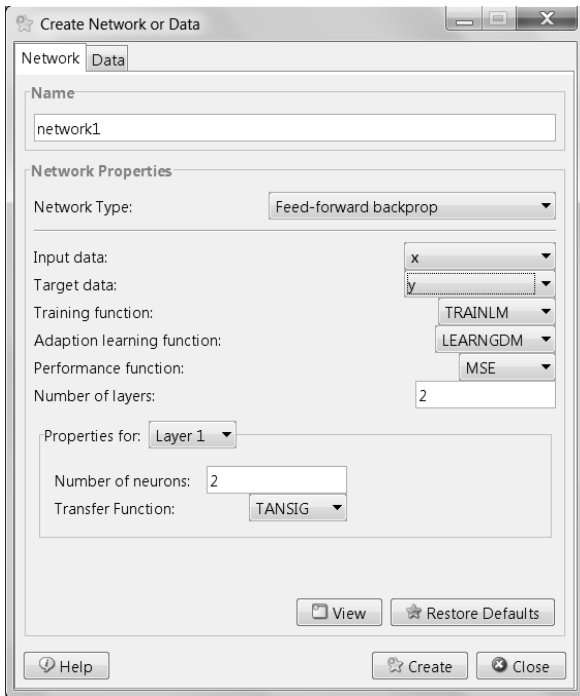 Create Network or Data
Network Data
Name
network1
Network Properties
Network Type: Feed-forward backprop
Input data: x
Target data: y
Training function: TRAINLM
Adaption learning function: LEARNGDM
Performance function: MSE
Number of layers: 2
Properties for: Layer 1
Number of neurons: 2
Transfer Function: TANSIG
View Restore Defaults
Help Create Close